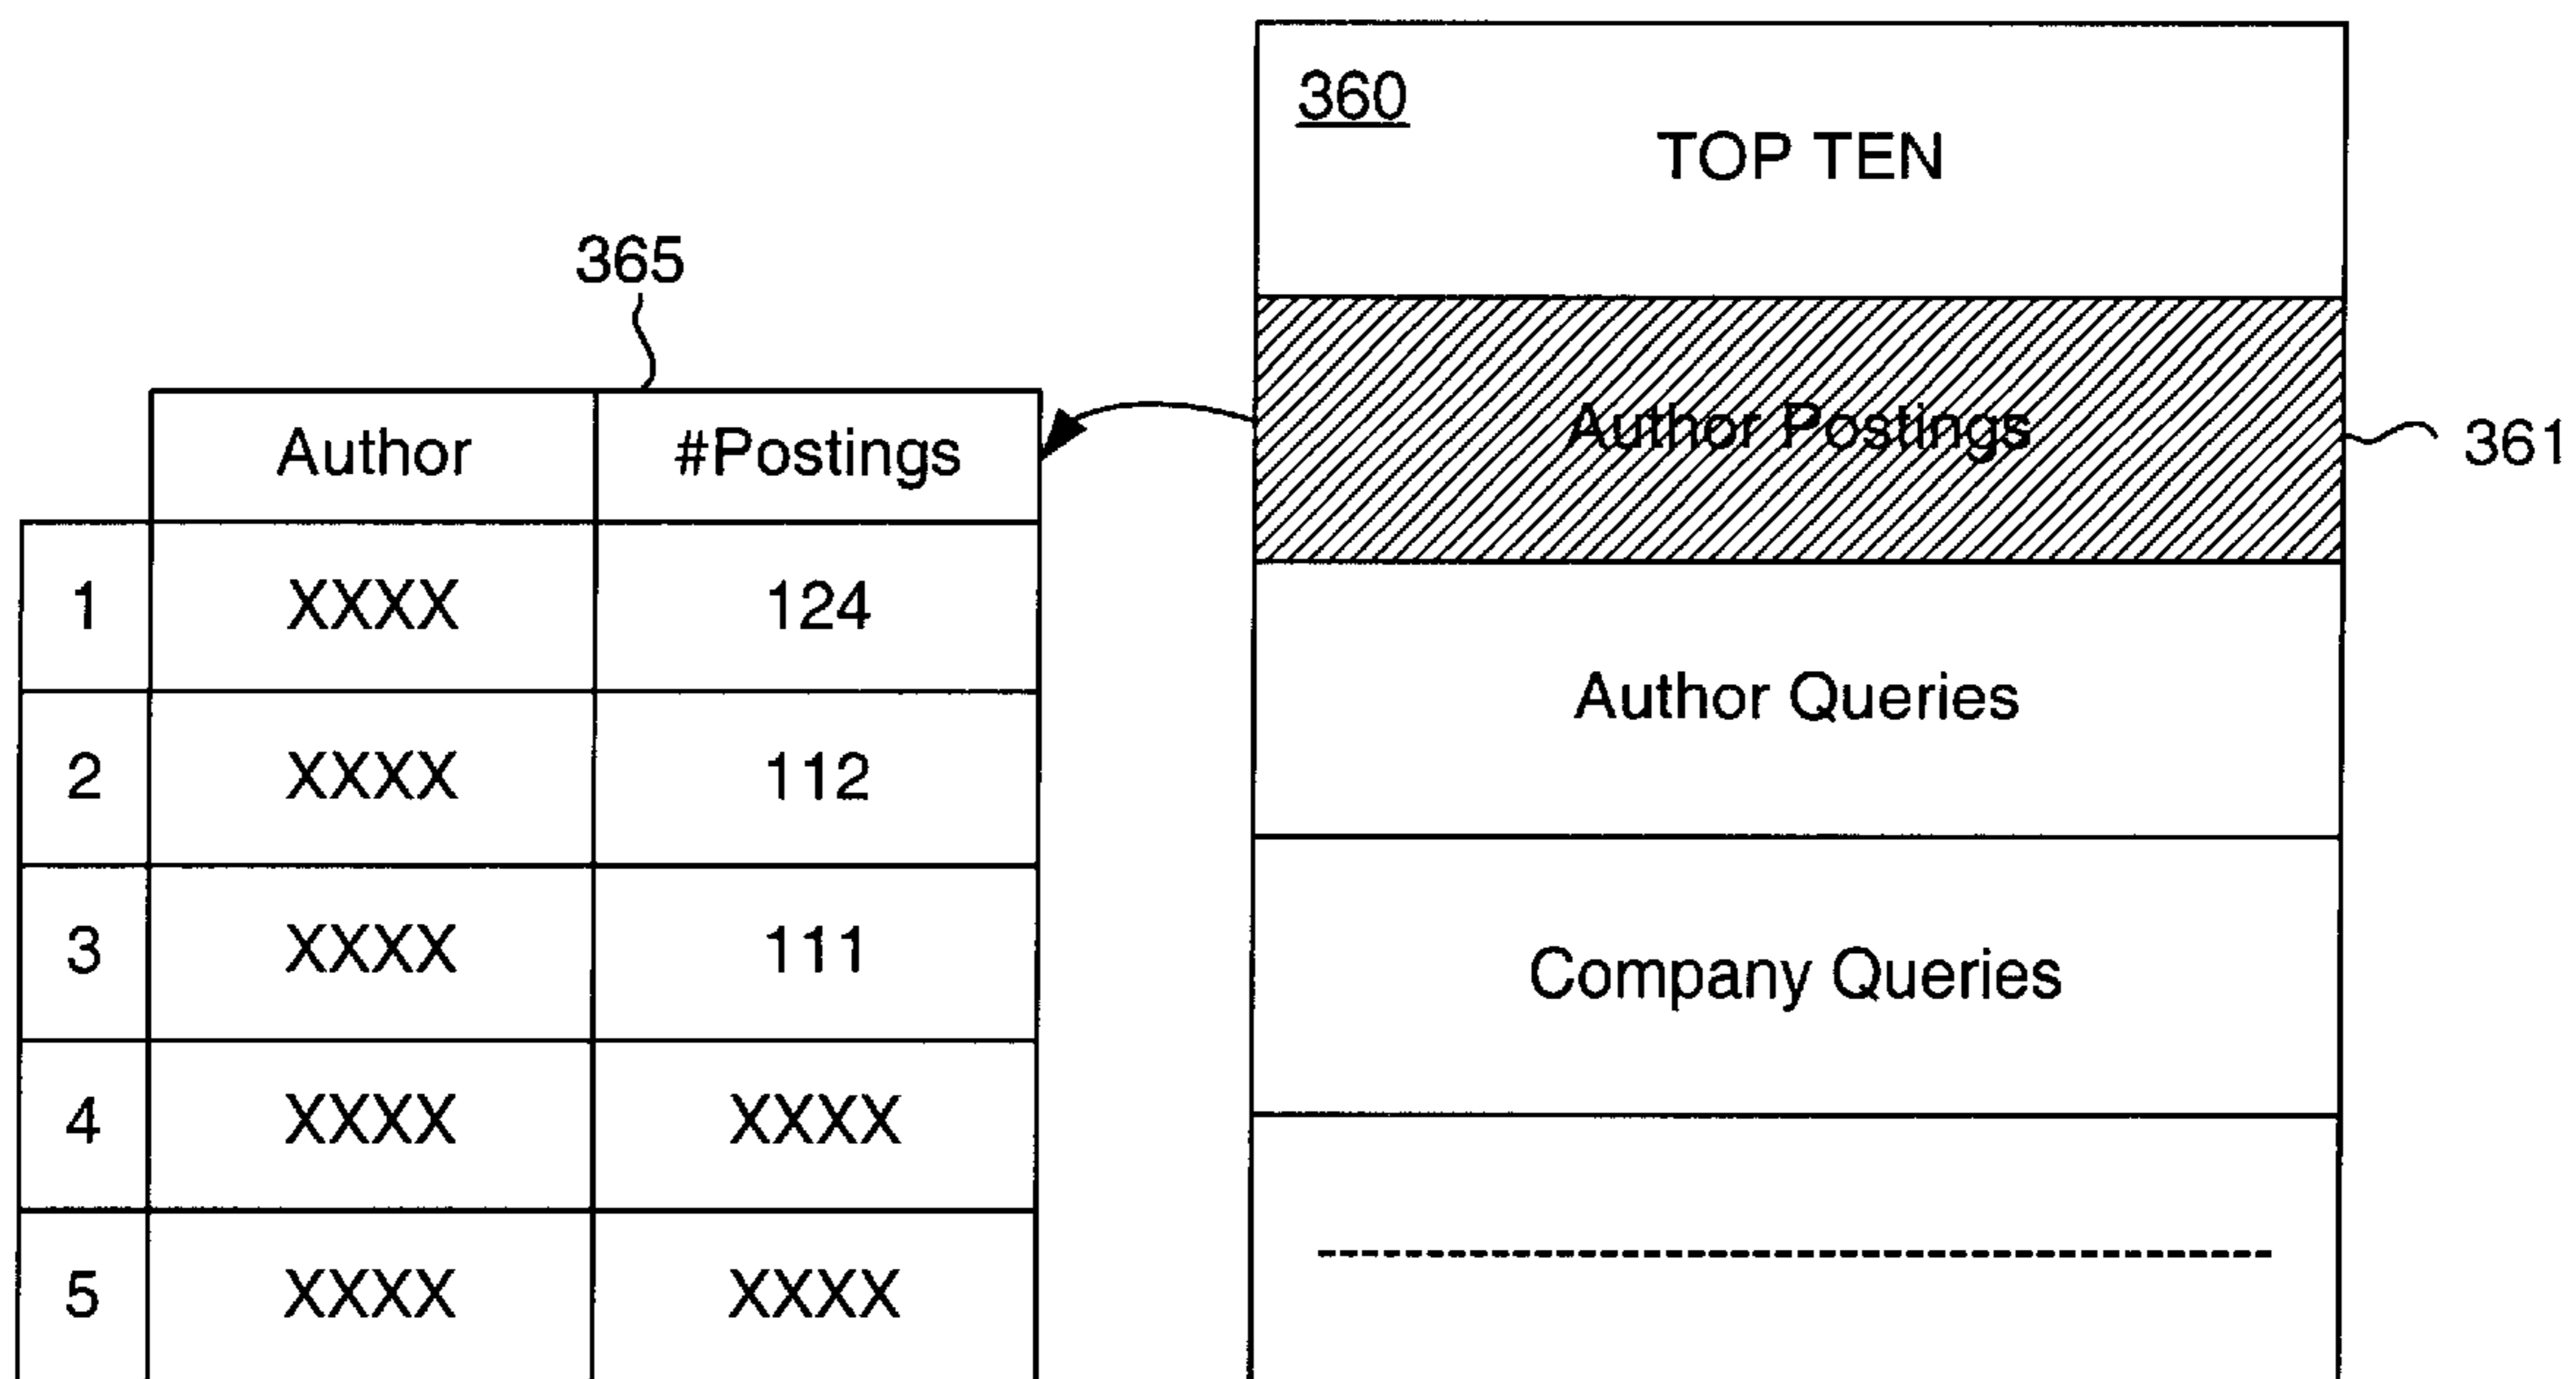 360
TOP TEN
365
Author Postings
361
Author #Postings
1 XXXX 124
Author Queries
2 XXXX 112
3 XXXX 111
Company Queries
4 XXXX XXXX
5 XXXX XXXX